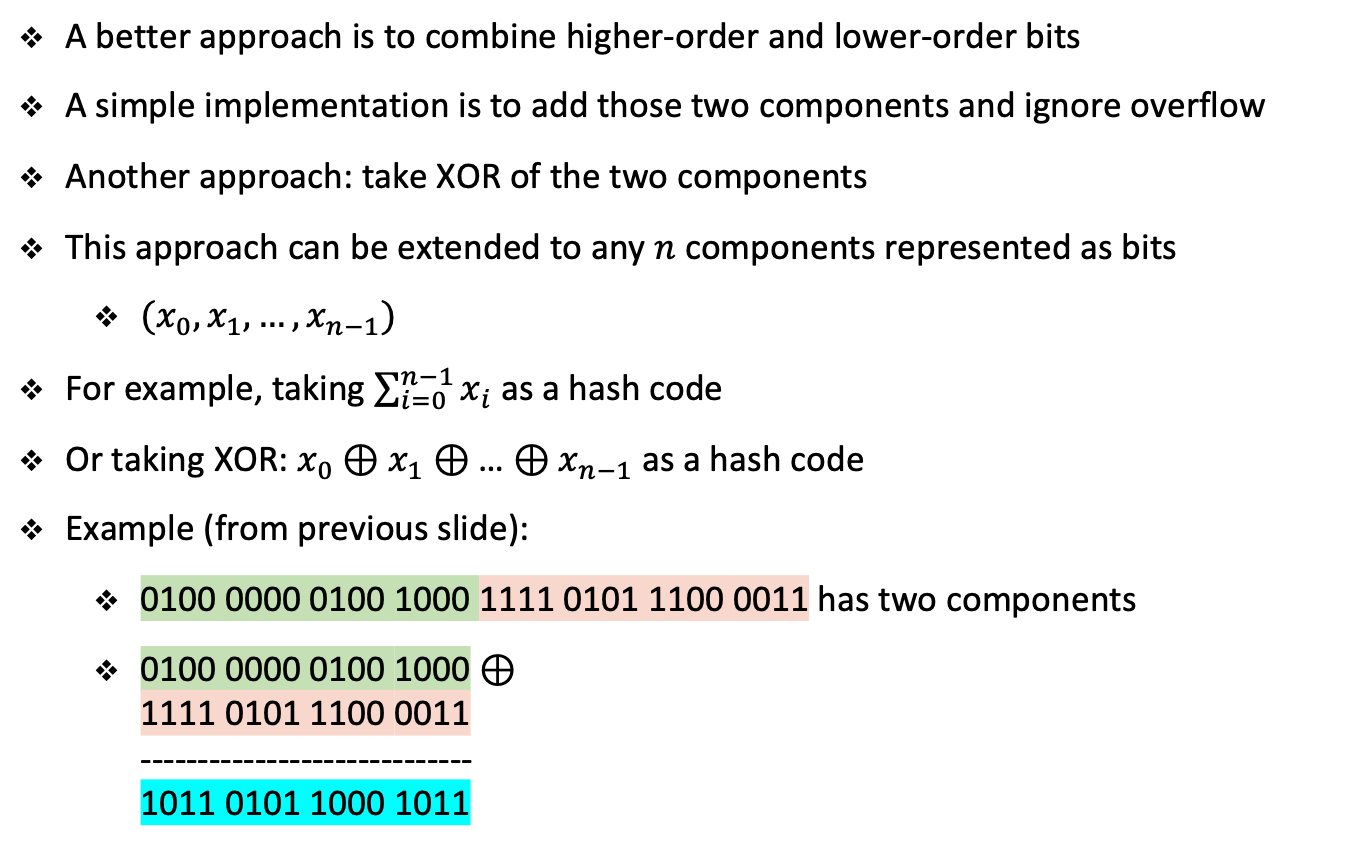 ❖ A better approach is to combine higher-order and lower-order bits
❖ A simple implementation is to add those two components and ignore overflow
❖ Another approach: take XOR of the two components
❖ This approach can be extended to any n components represented as bits
❖ (x₀, x₁, … , xₙ₋₁)
❖ For example, taking ∑ᵢ₌₀ⁿ⁻¹ xᵢ as a hash code
❖ Or taking XOR: x₀ ⊕ x₁ ⊕ … ⊕ xₙ₋₁ as a hash code
❖ Example (from previous slide):
❖ 0100 0000 0100 1000 1111 0101 1100 0011 has two components
❖ 0100 0000 0100 1000 ⊕
1111 0101 1100 0011
-----------------------------
1011 0101 1000 1011